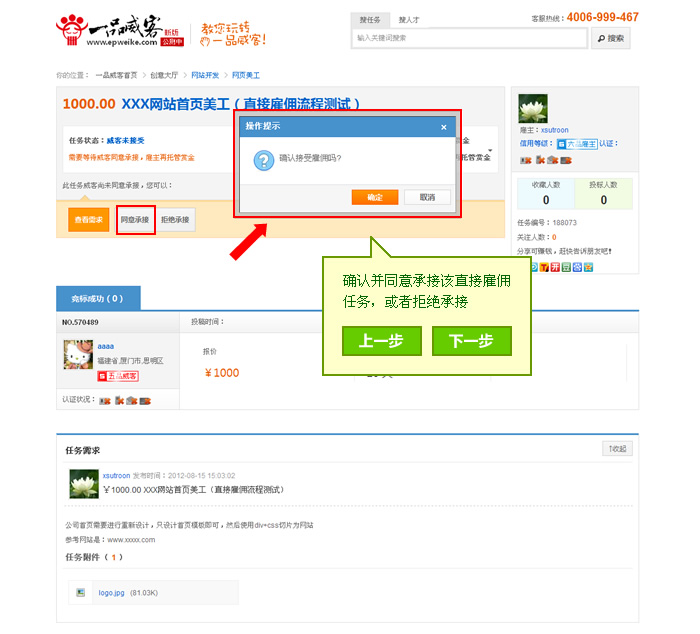 一品威客 新版 公测中
www.epweike.com
教您玩转
一品威客!
搜任务 搜人才
客服热线：4006-999-467
输入关键词搜索
搜索
你的位置： 一品威客首页 > 创意大厅 > 网站开发 > 网页美工
1000.00 XXX网站首页美工（直接雇佣流程测试）
任务状态：威客未接受
需要等待威客同意承接，雇主再托管赏金
此任务威客尚未同意承接，您可以：
查看需求 同意承接 拒绝承接
操作提示 ×
确认接受雇佣吗?
确定 取消
金
托管赏金
确认并同意承接该直接雇佣
任务，或者拒绝承接
上一步 下一步
雇主：xsutroon
信用等级： 认证：
收藏人数 投标人数
0 0
任务编号：188073
关注人数：0
分享可赚钱，赶快告诉朋友吧！
竞标成功（0）
NO.570489 投稿时间：
aaaa
福建省,厦门市,思明区
五品威客
报价
￥1000
认证状况：
任务需求
↑收起
xsutroon 发布时间：2012-08-15 15:03:02
￥1000.00 XXX网站首页美工（直接雇佣流程测试）
公司首页需要进行重新设计，只设计首页模板即可，然后使用div+css切片为网站
参考网站是：www.xxxxx.com
任务附件（1）
logo.jpg (81.03K)